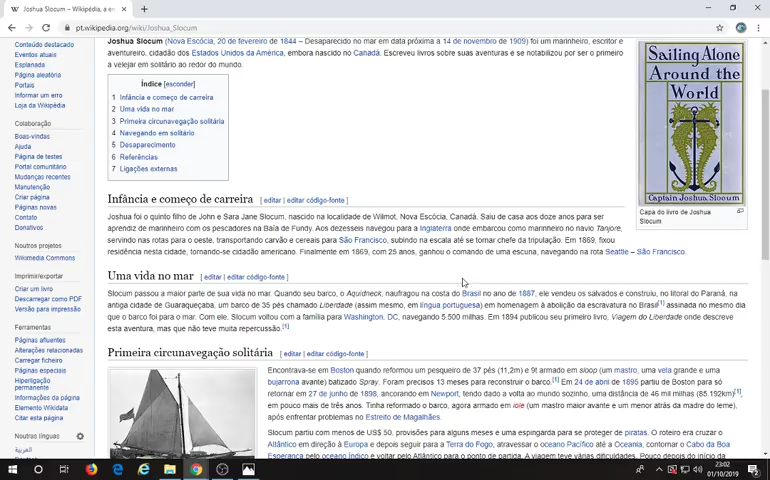 Joshua Slocum – Wikipédia, a en
pt.wikipedia.org/wiki/Joshua_Slocum
Conteúdo destacado
Eventos atuais
Esplanada
Página aleatória
Portais
Informar um erro
Loja da Wikipédia
Colaboração
Boas-vindas
Ajuda
Página de testes
Portal comunitário
Mudanças recentes
Manutenção
Criar página
Páginas novas
Contato
Donativos
Noutros projetos
Wikimedia Commons
Imprimir/exportar
Criar um livro
Descarregar como PDF
Versão para impressão
Ferramentas
Páginas afluentes
Alterações relacionadas
Páginas especiais
Hiperligação
permanente
Informações da página
Elemento Wikidata
Citar esta página
Noutras línguas
العربية
Joshua Slocum (Nova Escócia, 20 de fevereiro de 1844 – Desaparecido no mar em data próxima a 14 de novembro de 1909) foi um marinheiro, escritor e
aventureiro, cidadão dos Estados Unidos da América, embora nascido no Canadá. Escreveu livros sobre suas aventuras e se notabilizou por ser o primeiro
a velejar em solitário ao redor do mundo.
Índice [esconder]
1 Infância e começo de carreira
2 Uma vida no mar
3 Primeira circunavegação solitária
4 Navegando em solitário
5 Desaparecimento
6 Referências
7 Ligações externas
Sailing Alone
Around the
World
Captain Joshua Slocum
Capa do livro de Joshua
Slocum
Infância e começo de carreira [ editar | editar código-fonte ]
Joshua foi o quinto filho de John e Sara Jane Slocum, nascido na localidade de Wilmot, Nova Escócia, Canadá. Saiu de casa aos doze anos para ser
aprendiz de marinheiro com os pescadores na Baía de Fundy. Aos dezesseis navegou para a Inglaterra onde embarcou como marinheiro no navio Tanjore,
servindo nas rotas para o oeste, transportando carvão e cereais para São Francisco, subindo na escala até se tornar chefe da tripulação. Em 1869, fixou
residência nesta cidade, tornando-se cidadão americano. Finalmente em 1869, com 25 anos, ganhou o comando de uma escuna, navegando na rota Seattle – São Francisco.
Uma vida no mar [ editar | editar código-fonte ]
Slocum passou a maior parte de sua vida no mar. Quando seu barco, o Aquidneck, naufragou na costa do Brasil no ano de 1887, ele vendeu os salvados e construiu, no litoral do Paraná, na
antiga cidade de Guaraqueçaba, um barco de 35 pés chamado Liberdade (assim mesmo, em língua portuguesa) em homenagem à abolição da escravatura no Brasil[1] assinada no mesmo dia
que o barco foi para o mar. Com ele, Slocum voltou com a família para Washington, DC, navegando 5.500 milhas. Em 1894 publicou seu primeiro livro, Viagem do Liberdade onde descreve
esta aventura, mas que não teve muita repercussão.[1]
Primeira circunavegação solitária [ editar | editar código-fonte ]
Encontrava-se em Boston quando reformou um pesqueiro de 37 pés (11,2m) e 9t armado em sloop (um mastro, uma vela grande e uma
bujarrona avante) batizado Spray. Foram precisos 13 meses para reconstruir o barco.[1] Em 24 de abril de 1895 partiu de Boston para só
retornar em 27 de junho de 1898, ancorando em Newport, tendo dado a volta ao mundo sozinho, uma distância de 46 mil milhas (85.192km)[1],
em pouco mais de três anos. Tinha reformado o barco, agora armado em iole (um mastro maior avante e um menor atrás da madre do leme),
após enfrentar problemas no Estreito de Magalhães.
Slocum partiu com menos de US$ 50, provisões para alguns meses e uma espingarda para se proteger de piratas. O roteiro era cruzar o
Atlântico em direção à Europa e depois seguir para a Terra do Fogo, atravessar o oceano Pacífico até a Oceania, contornar o Cabo da Boa
Esperança pelo oceano Índico e voltar pelo Atlântico para o ponto de partida. A viagem teve várias dificuldades. Pouco depois do início da
23:02
01/10/2019